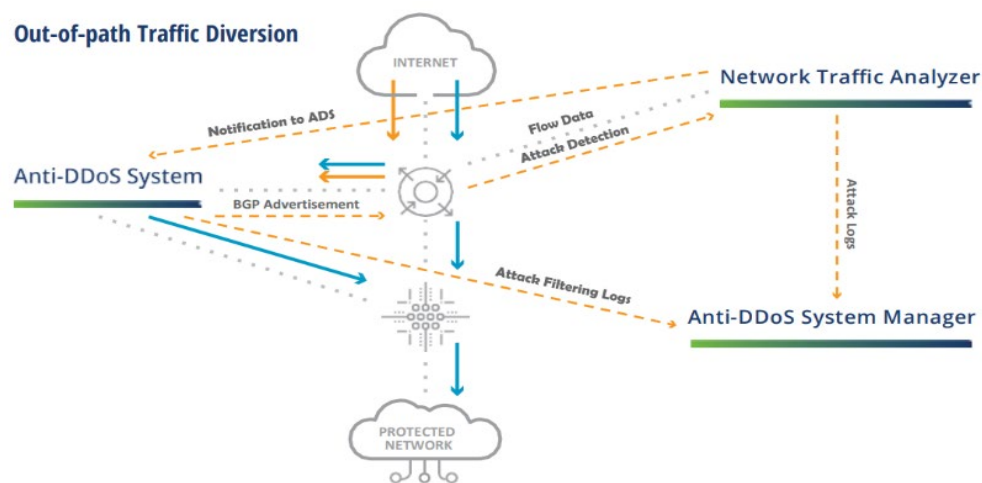 Out-of-path Traffic Diversion
INTERNET
Network Traffic Analyzer
Notification to ADS
Flow Data
Attack Detection
Anti-DDoS System
BGP Advertisement
Attack Logs
Attack Filtering Logs
Anti-DDoS System Manager
PROTECTED
NETWORK